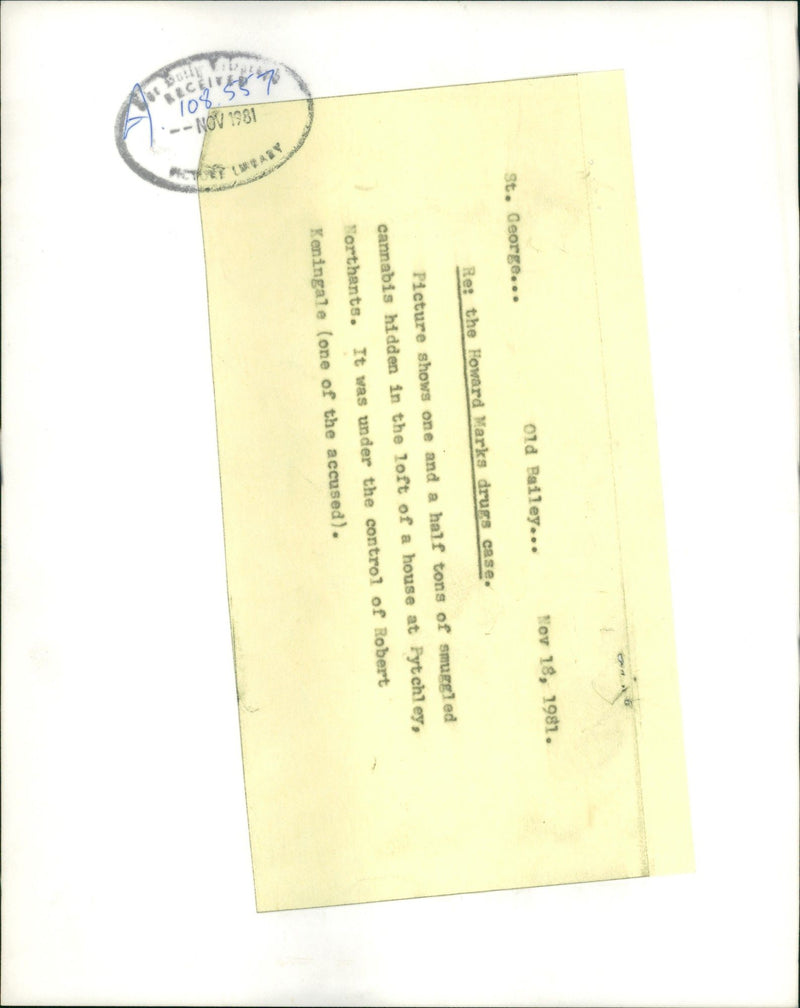 RECEIVED
A 108 557
-- NOV 1981
PICTURE LIBRARY
St. George... Old Bailey... Nov 18, 1981.
Re: the Howard Marks drugs case.
Picture shows one and a half tons of smuggled
cannabis hidden in the loft of a house at Pytchley,
Northants. It was under the control of Robert
Keningale (one of the accused).